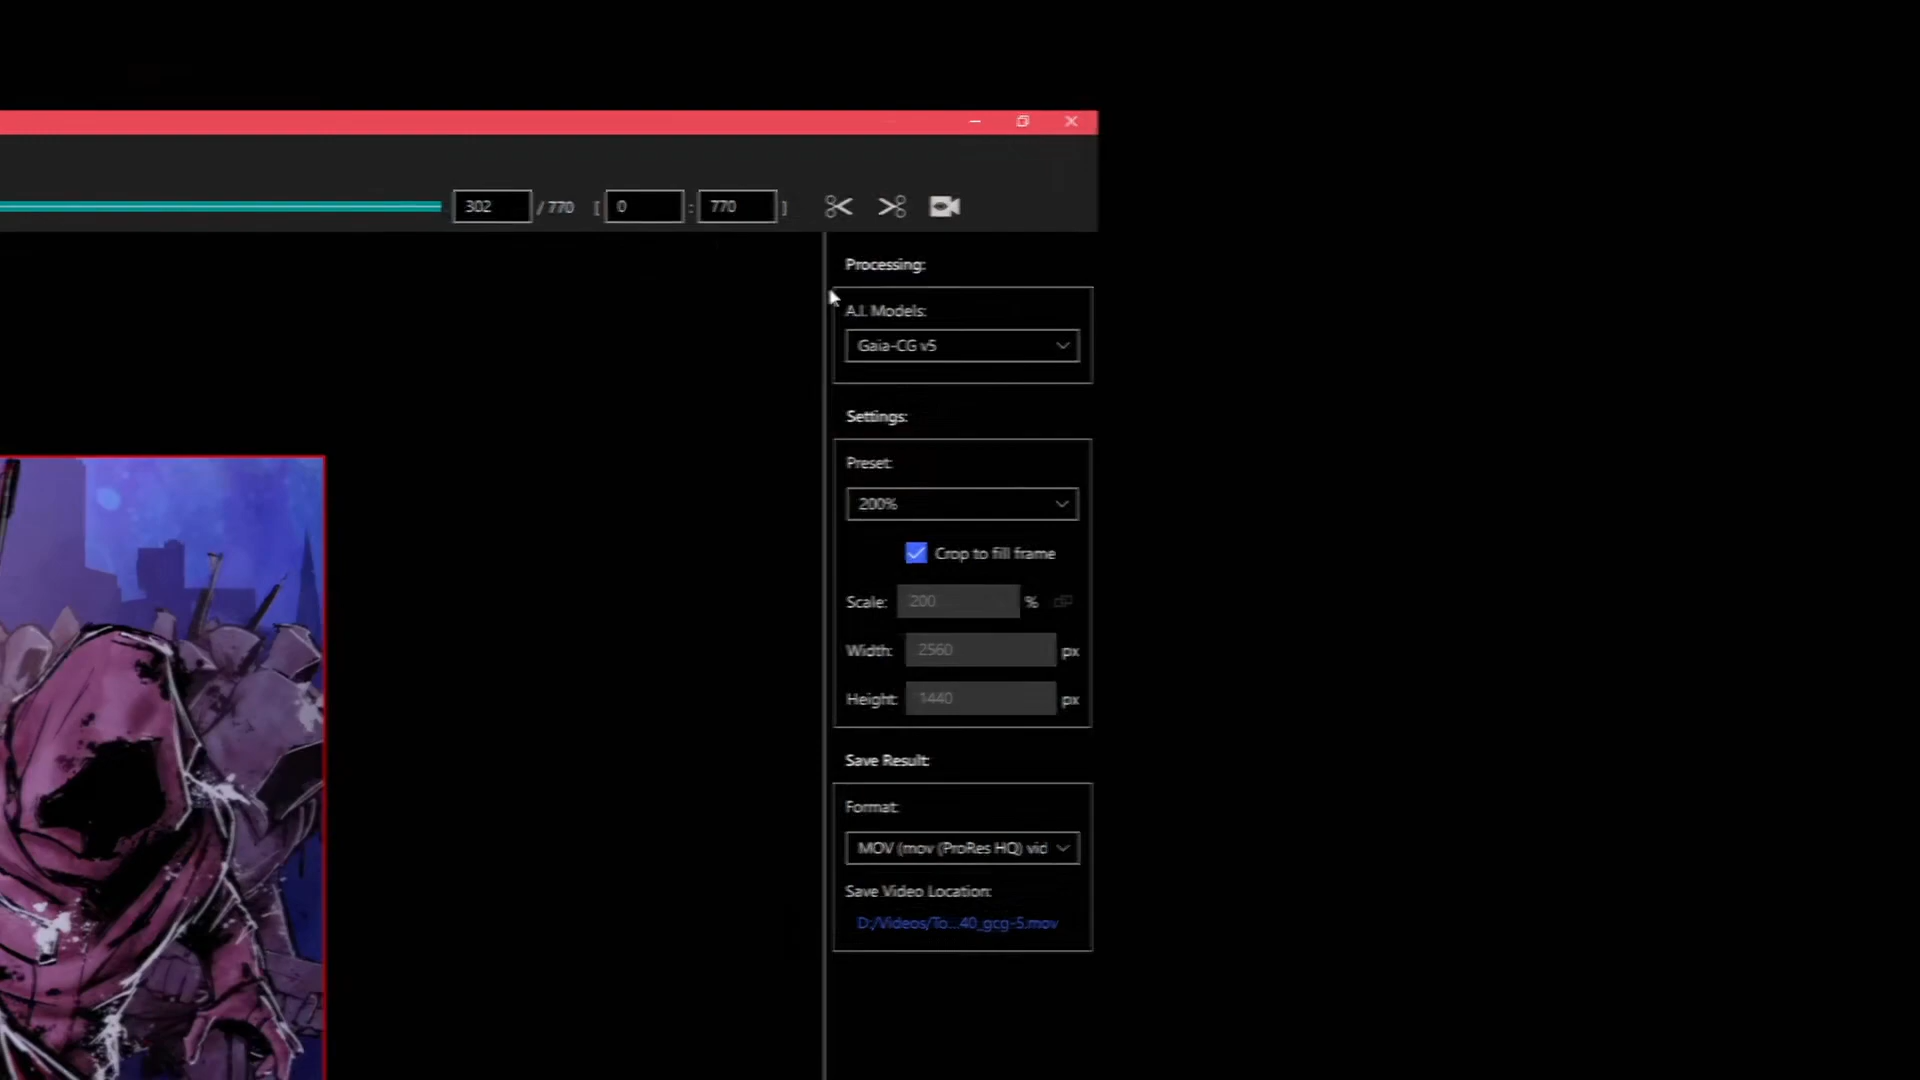 302 / 770 [ 0 : 770 ]
Processing:
A.I. Models:
Gaia-CG v5
Settings:
Preset:
200%
Crop to fill frame
Scale: 200 %
Width: 2560 px
Height: 1440 px
Save Result:
Format:
MOV (mov (ProRes HQ) vid
Save Video Location:
D:/Videos/To...40_gcg-5.mov